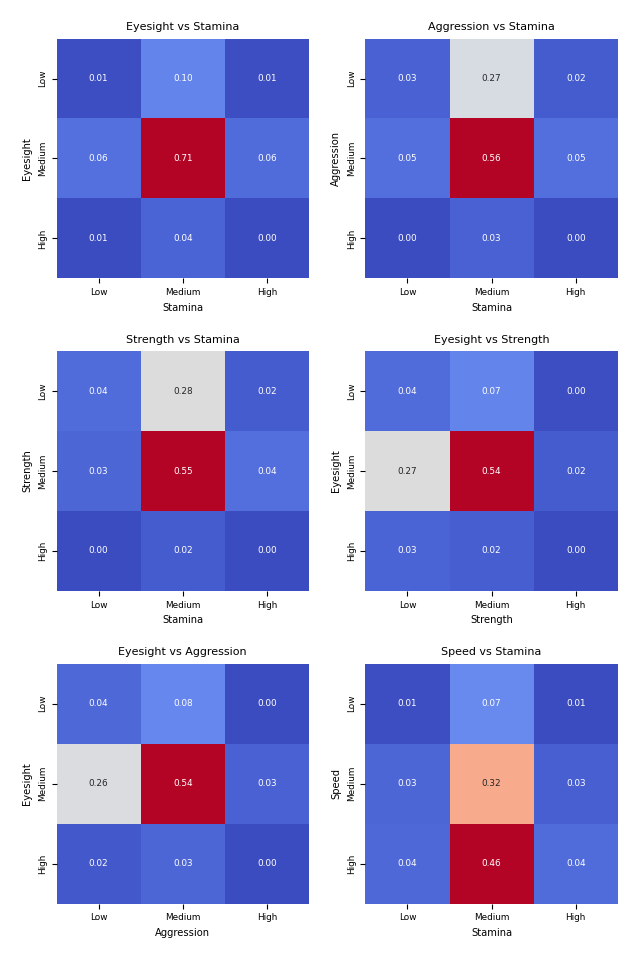 Eyesight vs Stamina
Eyesight
Low 0.01 0.10 0.01
Medium 0.06 0.71 0.06
High 0.01 0.04 0.00
Low Medium High
Stamina
Aggression vs Stamina
Aggression
Low 0.03 0.27 0.02
Medium 0.05 0.56 0.05
High 0.00 0.03 0.00
Low Medium High
Stamina
Strength vs Stamina
Strength
Low 0.04 0.28 0.02
Medium 0.03 0.55 0.04
High 0.00 0.02 0.00
Low Medium High
Stamina
Eyesight vs Strength
Eyesight
Low 0.04 0.07 0.00
Medium 0.27 0.54 0.02
High 0.03 0.02 0.00
Low Medium High
Strength
Eyesight vs Aggression
Eyesight
Low 0.04 0.08 0.00
Medium 0.26 0.54 0.03
High 0.02 0.03 0.00
Low Medium High
Aggression
Speed vs Stamina
Speed
Low 0.01 0.07 0.01
Medium 0.03 0.32 0.03
High 0.04 0.46 0.04
Low Medium High
Stamina